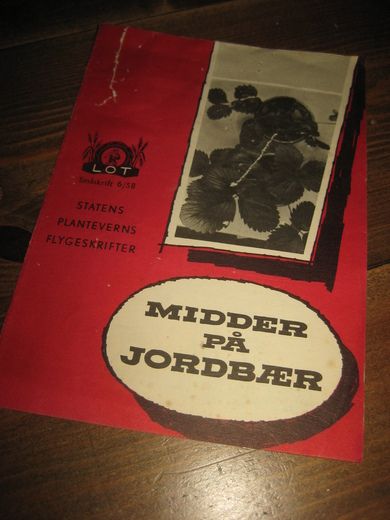 LOT
Småskrift 6/58
STATENS
PLANTEVERNS
FLYGESKRIFTER
MIDDER
PÅ
JORDBÆR